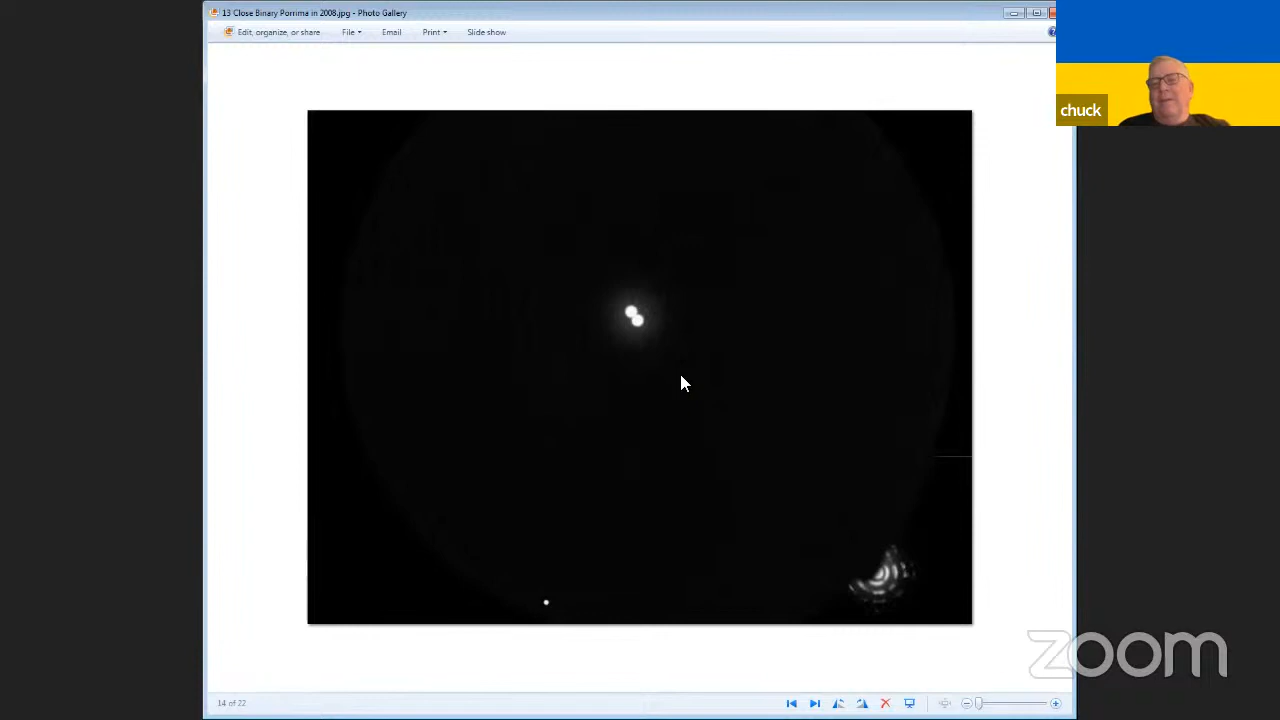 13 Close Binary Porrima in 2008.jpg - Photo Gallery
Edit, organize, or share File Email Print Slide show
chuck
zoom
14 of 22